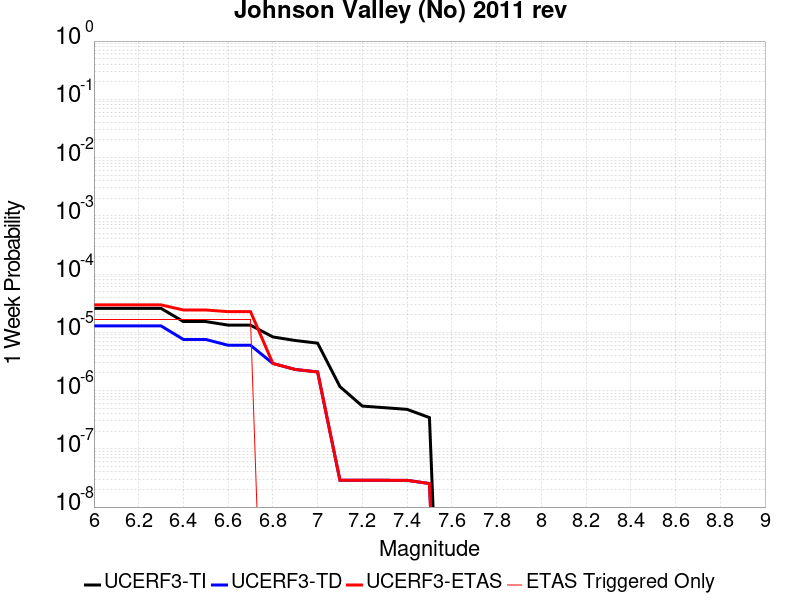 Johnson Valley (No) 2011 rev
10^0
10^-1
10^-2
10^-3
10^-4
10^-5
10^-6
10^-7
10^-8
1 Week Probability
6 6.2 6.4 6.6 6.8 7 7.2 7.4 7.6 7.8 8 8.2 8.4 8.6 8.8 9
Magnitude
UCERF3-TI UCERF3-TD UCERF3-ETAS ETAS Triggered Only